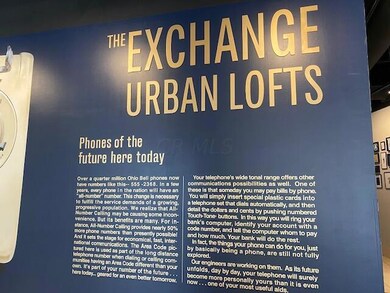 THE EXCHANGE
URBAN LOFTS
Phones of the
future here today
Over a quarter million Ohio Bell phones now
have numbers like this— 555 -2368. In a few
years, every phone in the nation will have an
"all-number" number. This change is necessary
to fulfill the service demands of a growing,
progressive population. We realize that All-
Number Calling may be causing some incon-
venience. But its benefits are many. For in-
stance, All-Number Calling provides nearly 50%
more phone numbers than presently possible!
And it sets the stage for economical, fast, inter-
national communications. The Area Code pic-
tured here is used as part of the long distance
telephone number when dialing or calling com-
munities having an Area Code different than your
own. It's part of your number of the future . . .
here today.. geared for an even better tomorrow.
Your telephone's wide tonal range offers other
communications possibilities as well. One of
these is that someday you may pay bills by phone.
You will simply insert special plastic cards into
a telephone set that dials automatically, and then
detail the dollars and cents by pushing numbered
Touch-Tone buttons. In this way you will ring your
bank's computer, identify your account with a
code number, and tell the computer whom to pay
and how much. Your bank will do the rest.
In fact, the things your phone can do for you, just
by basically being a phone, are still not fully
explored.
Our engineers are working on them. As its future
unfolds, day by day, your telephone will surely
become more personally yours than it is even
now . . . one of your most useful aids.